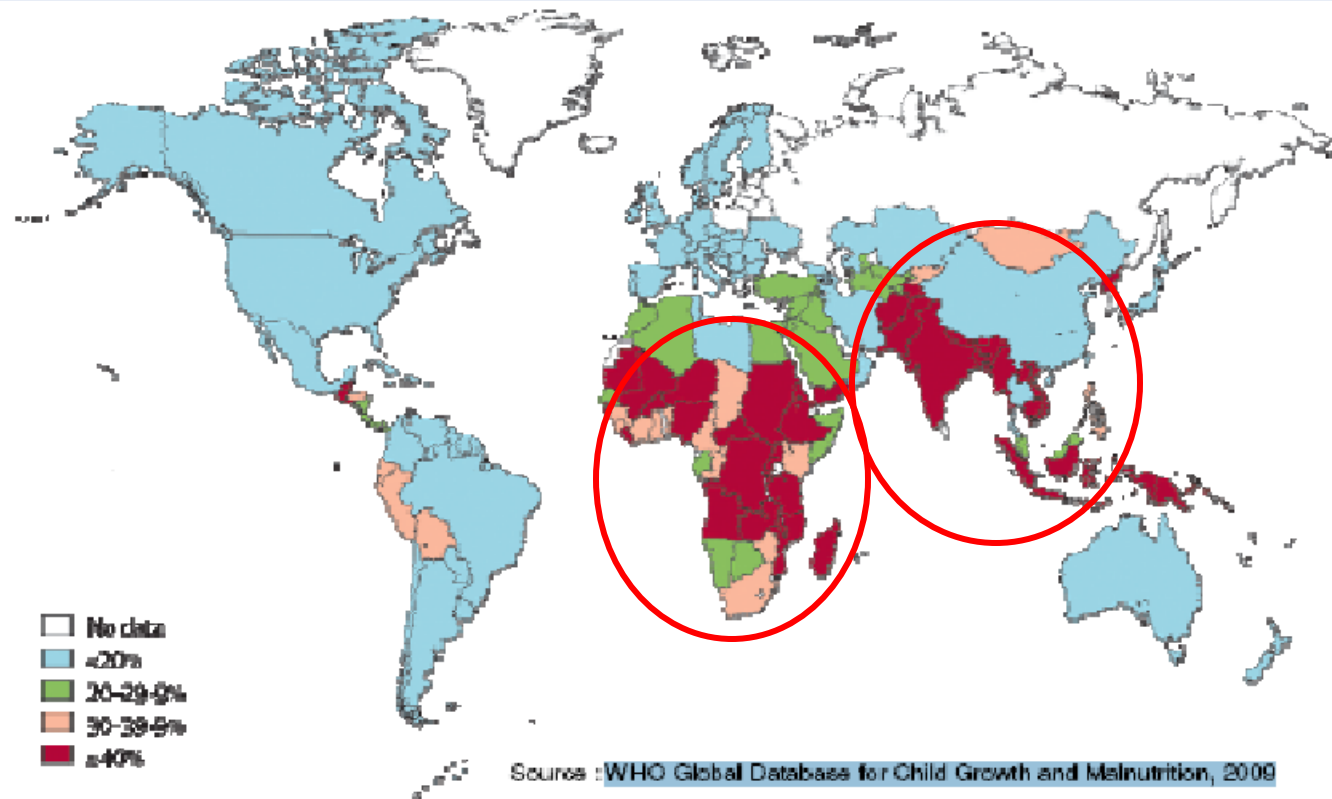 No data
<20%
20-29·9%
30-39·9%
≥40%
Source : WHO Global Database for Child Growth and Malnutrition, 2009